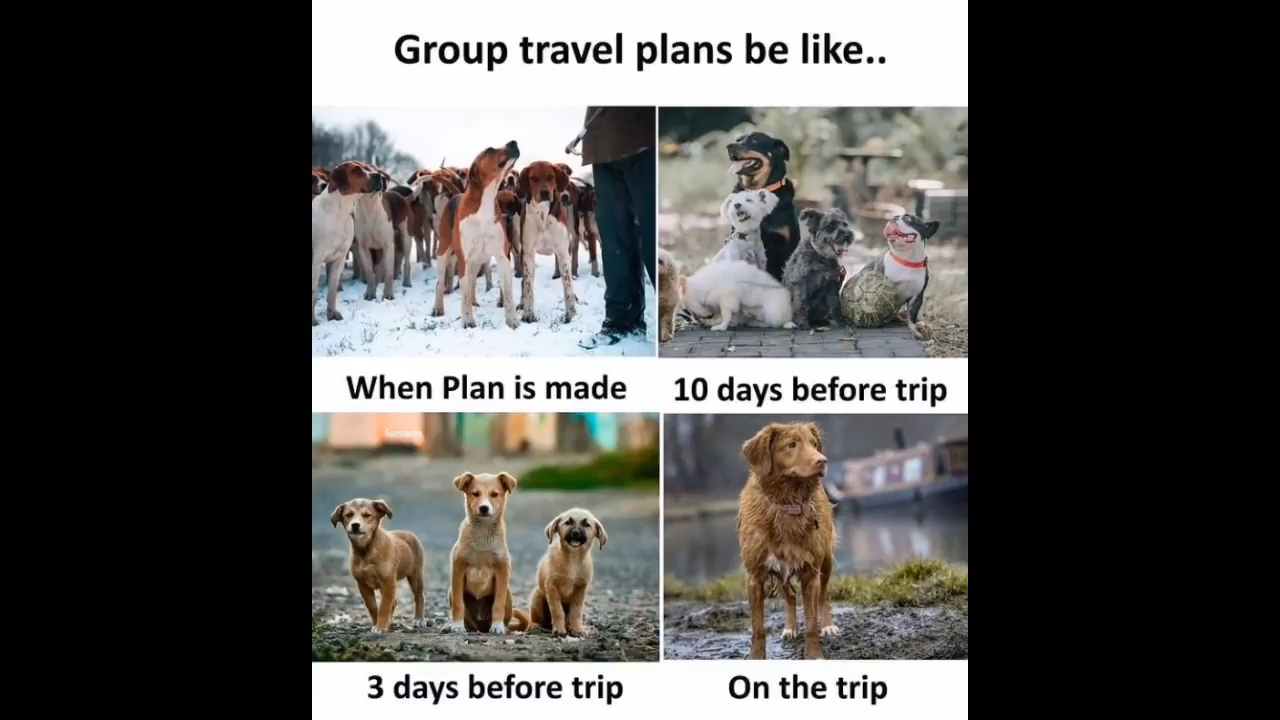 Group travel plans be like..
When Plan is made
10 days before trip
3 days before trip
On the trip